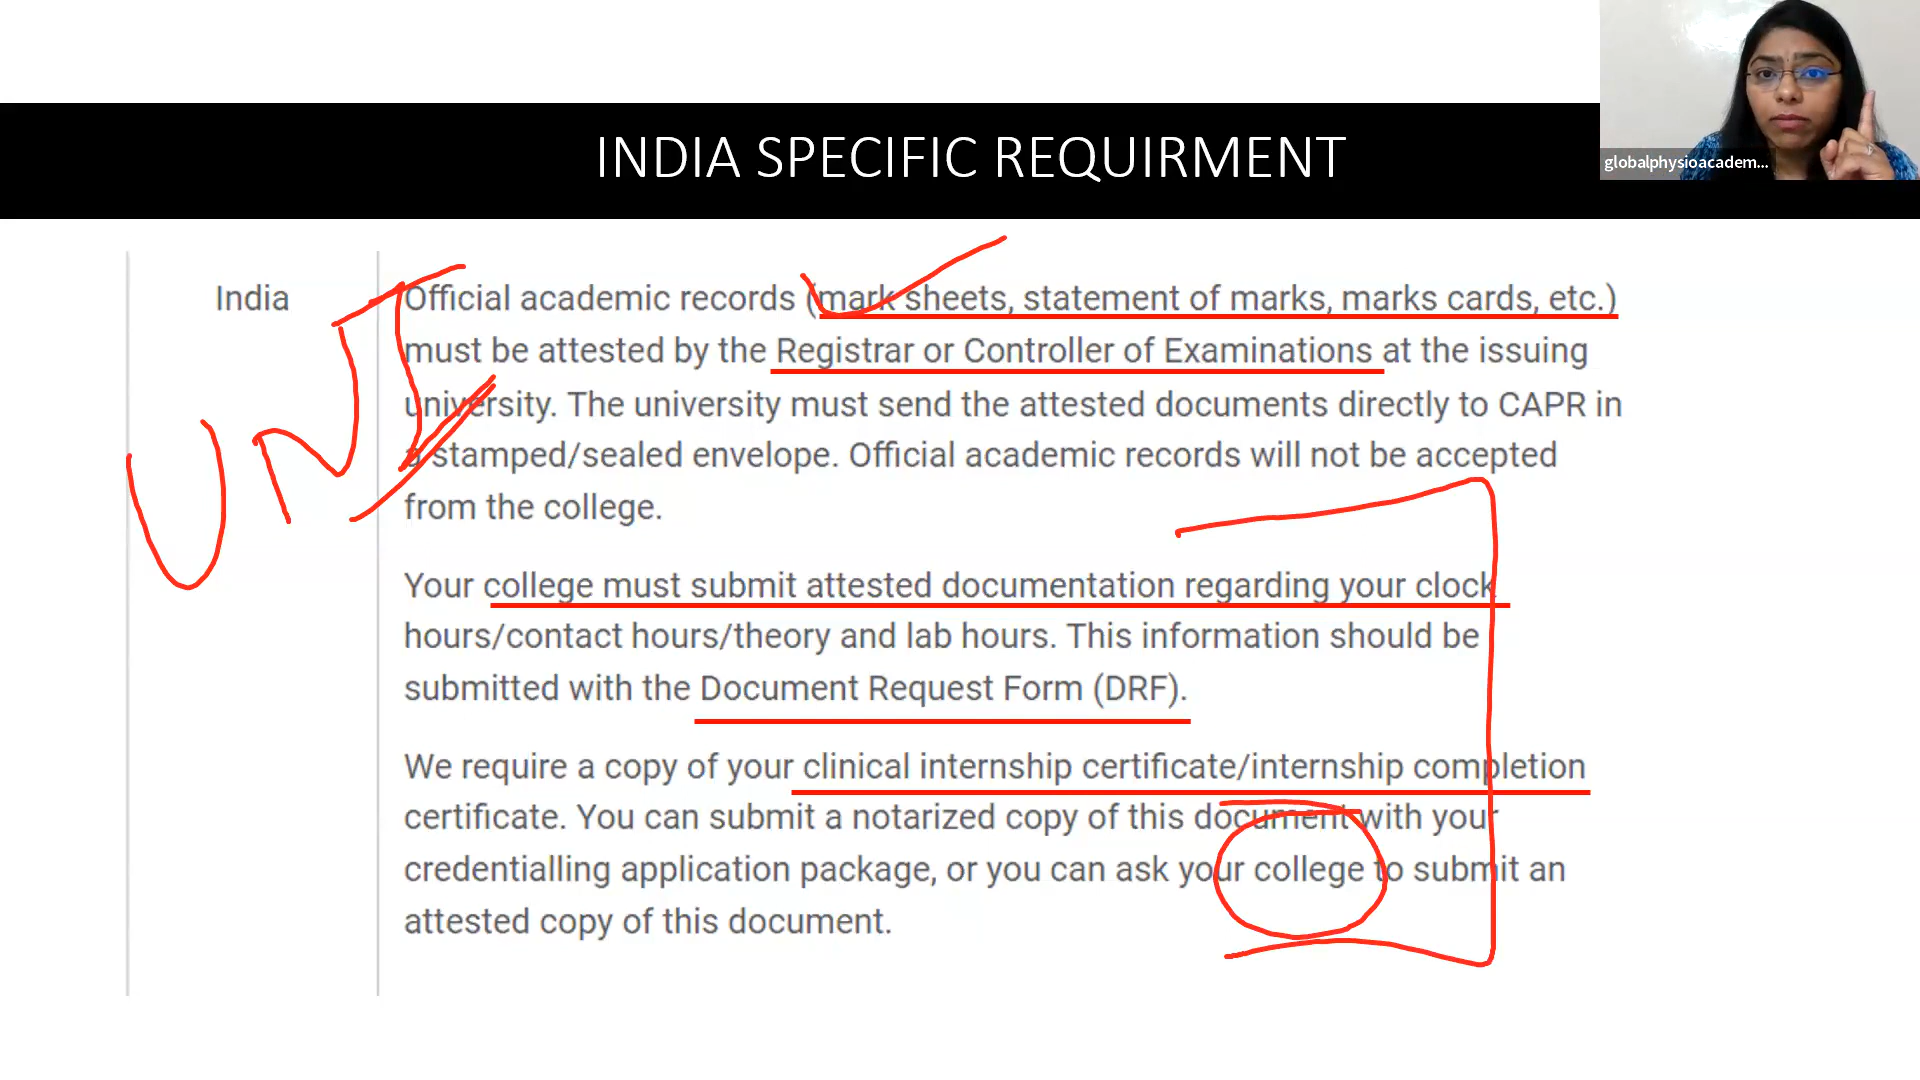 INDIA SPECIFIC REQUIRMENT
globalphysioacadem...
India
Official academic records (mark sheets, statement of marks, marks cards, etc.)
must be attested by the Registrar or Controller of Examinations at the issuing
university. The university must send the attested documents directly to CAPR in
a stamped/sealed envelope. Official academic records will not be accepted
from the college.
UNI
Your college must submit attested documentation regarding your clock
hours/contact hours/theory and lab hours. This information should be
submitted with the Document Request Form (DRF).
We require a copy of your clinical internship certificate/internship completion
certificate. You can submit a notarized copy of this document with your
credentialling application package, or you can ask your college to submit an
attested copy of this document.